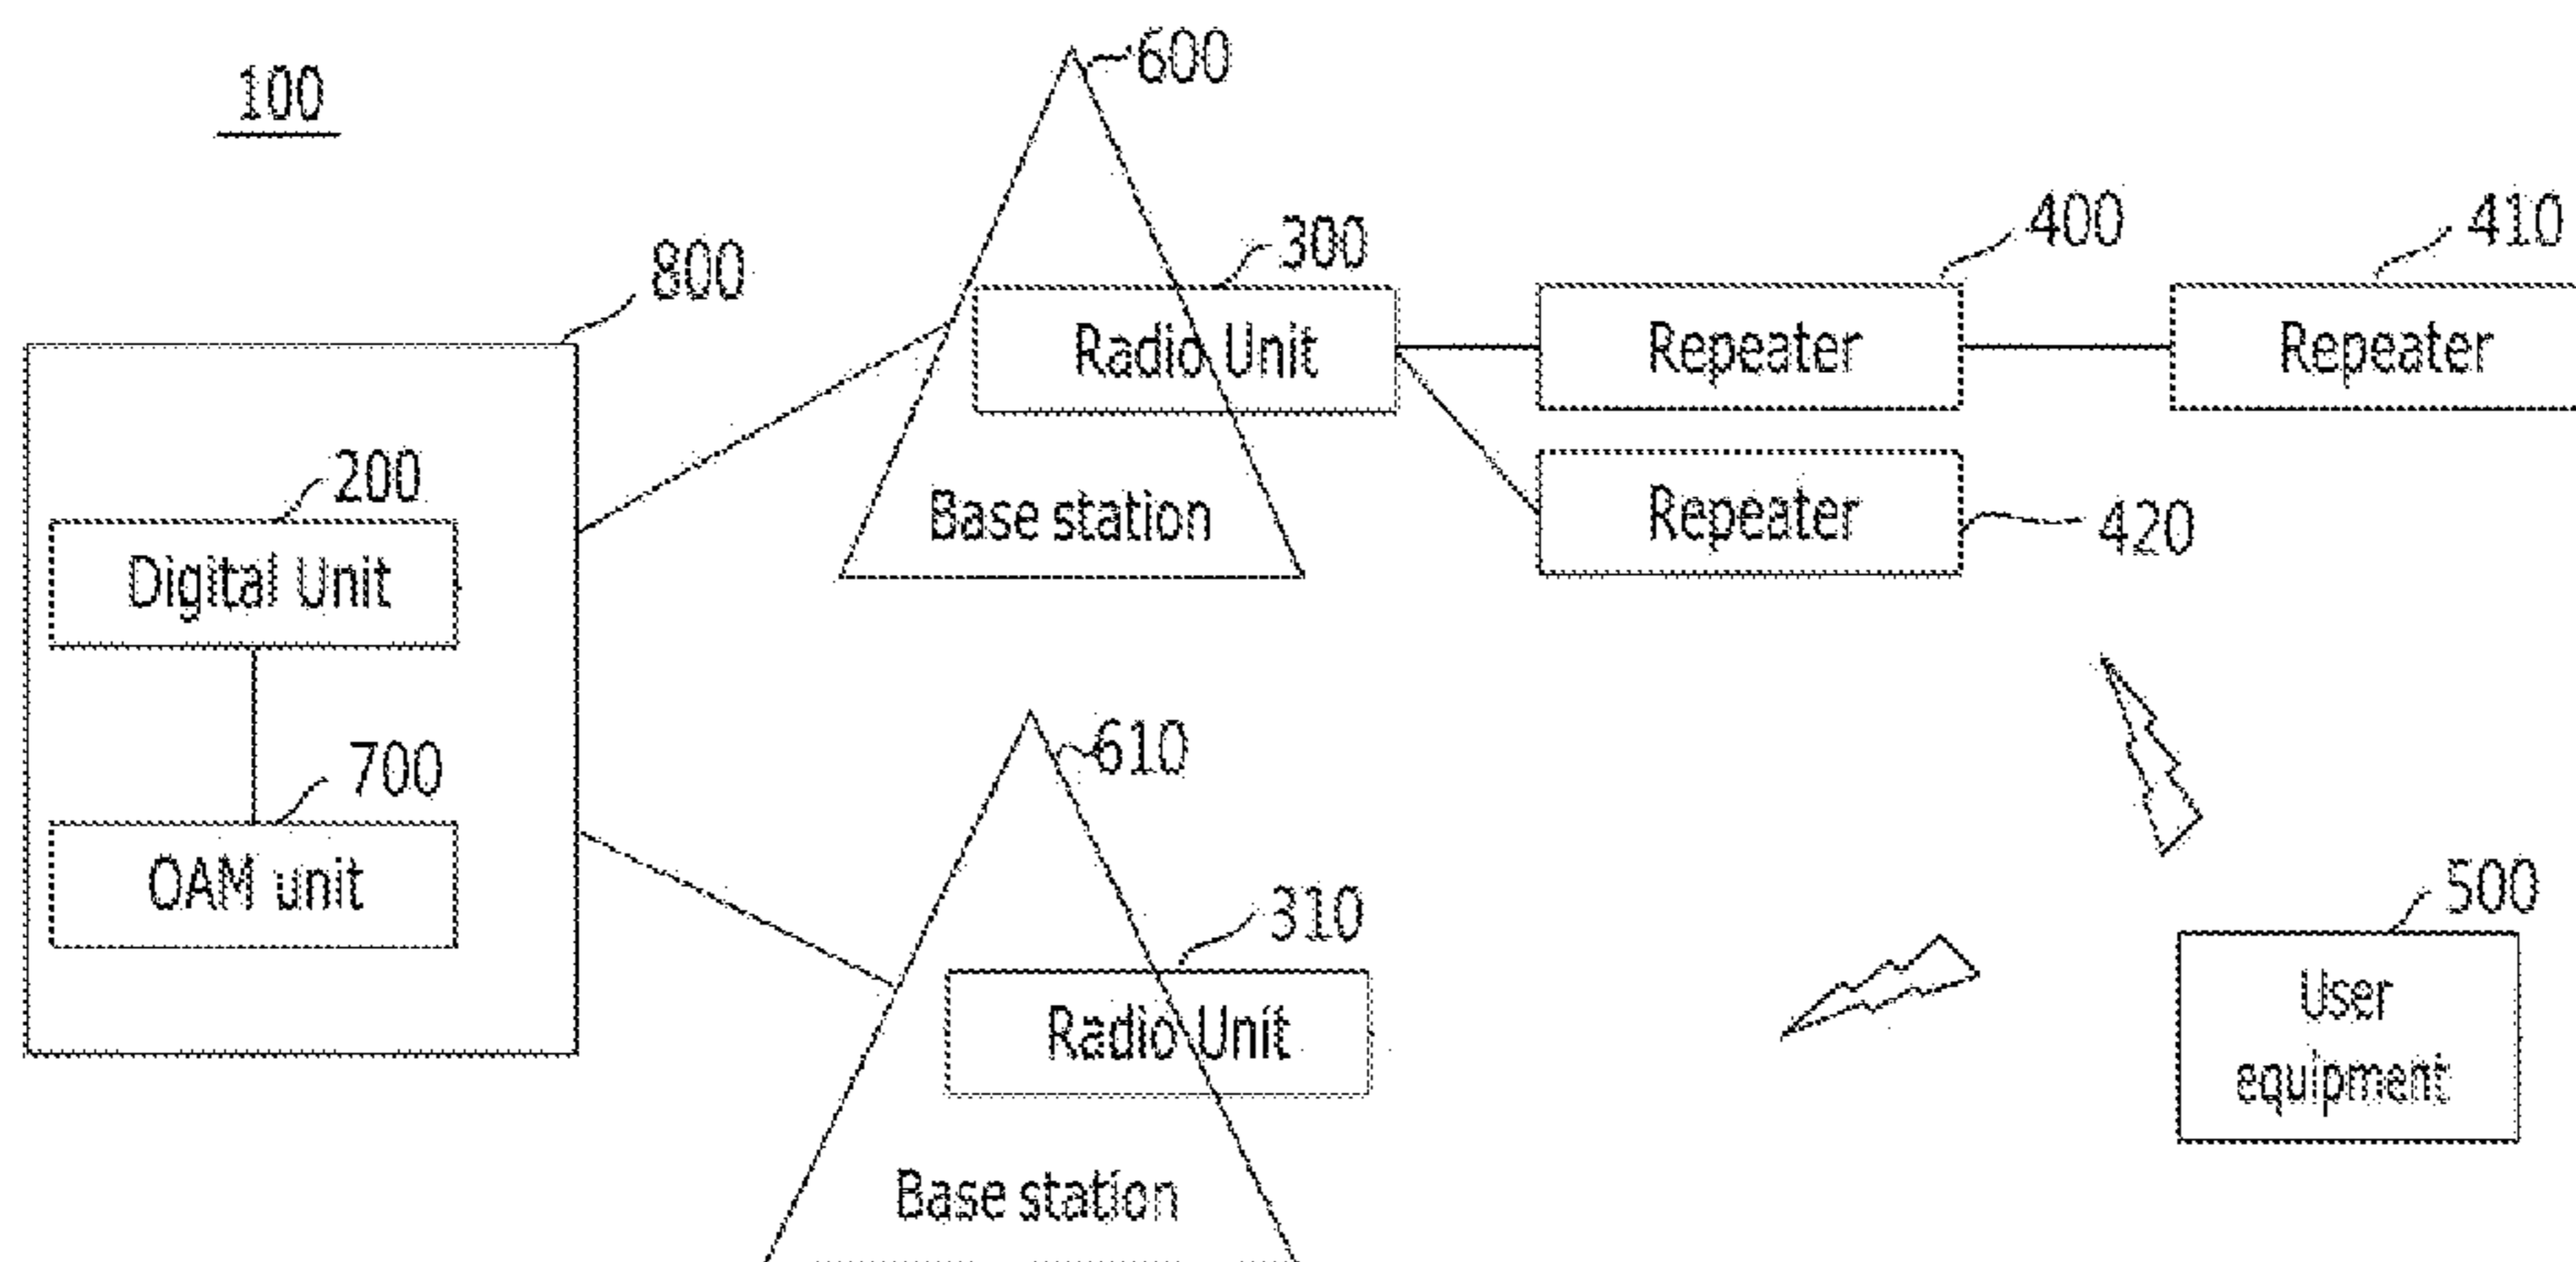 100
600
800
300
400
410
Radio Unit
Repeater
Repeater
200
Base station
Repeater
420
Digital Unit
700
610
OAM unit
310
500
Radio Unit
User
equipment
Base station